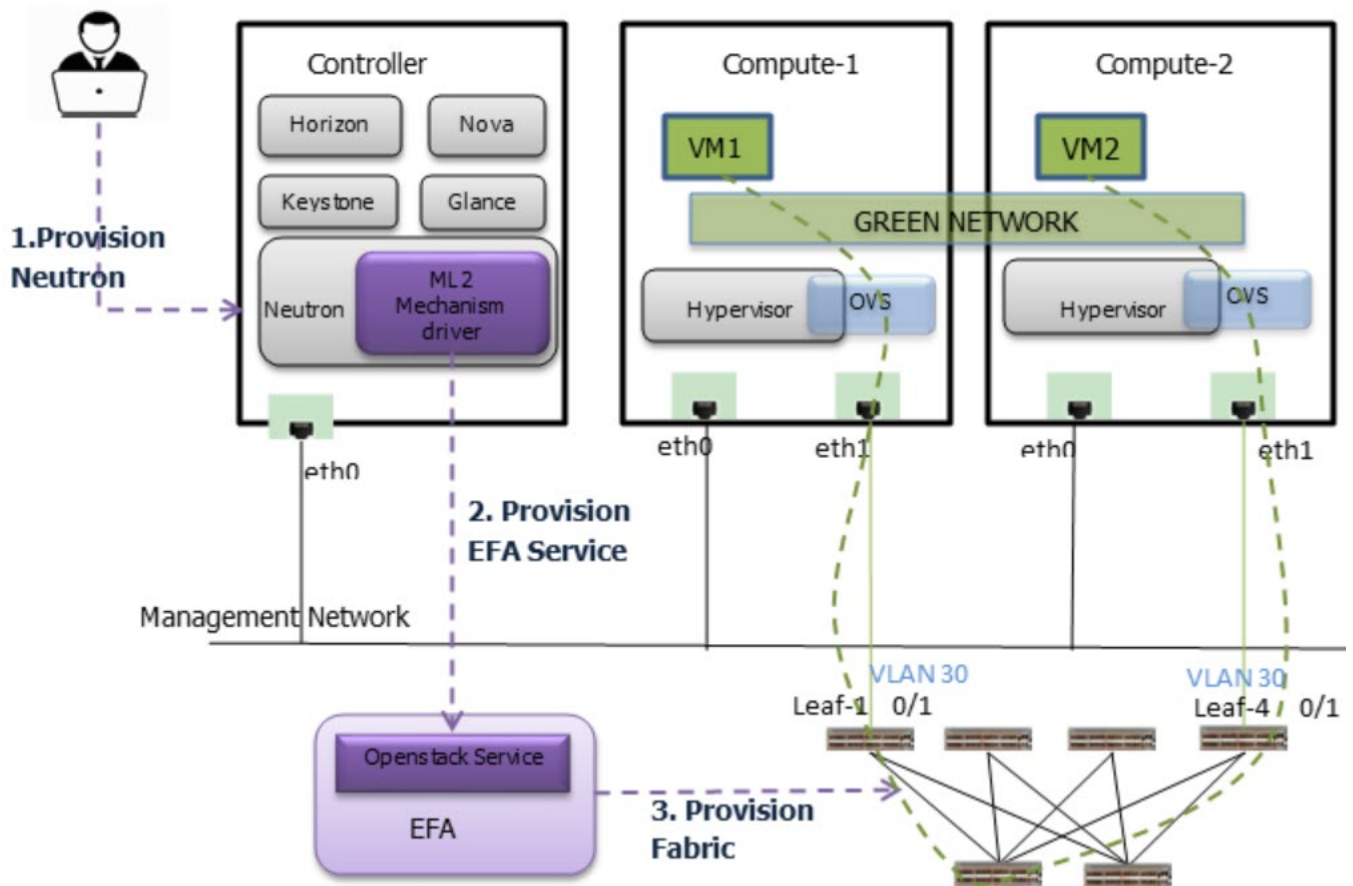 Controller
Compute-1
Compute-2
Horizon
Nova
VM1
VM2
Keystone
Glance
GREEN NETWORK
1.Provision
Neutron
ML2
Mechanism
driver
Neutron
Hypervisor
OVS
Hypervisor
OVS
eth0
eth0
eth1
eth0
eth1
2. Provision
EFA Service
Management Network
VLAN 30
VLAN 30
Leaf-1 0/1
Leaf-4 0/1
Openstack Service
EFA
3. Provision
Fabric